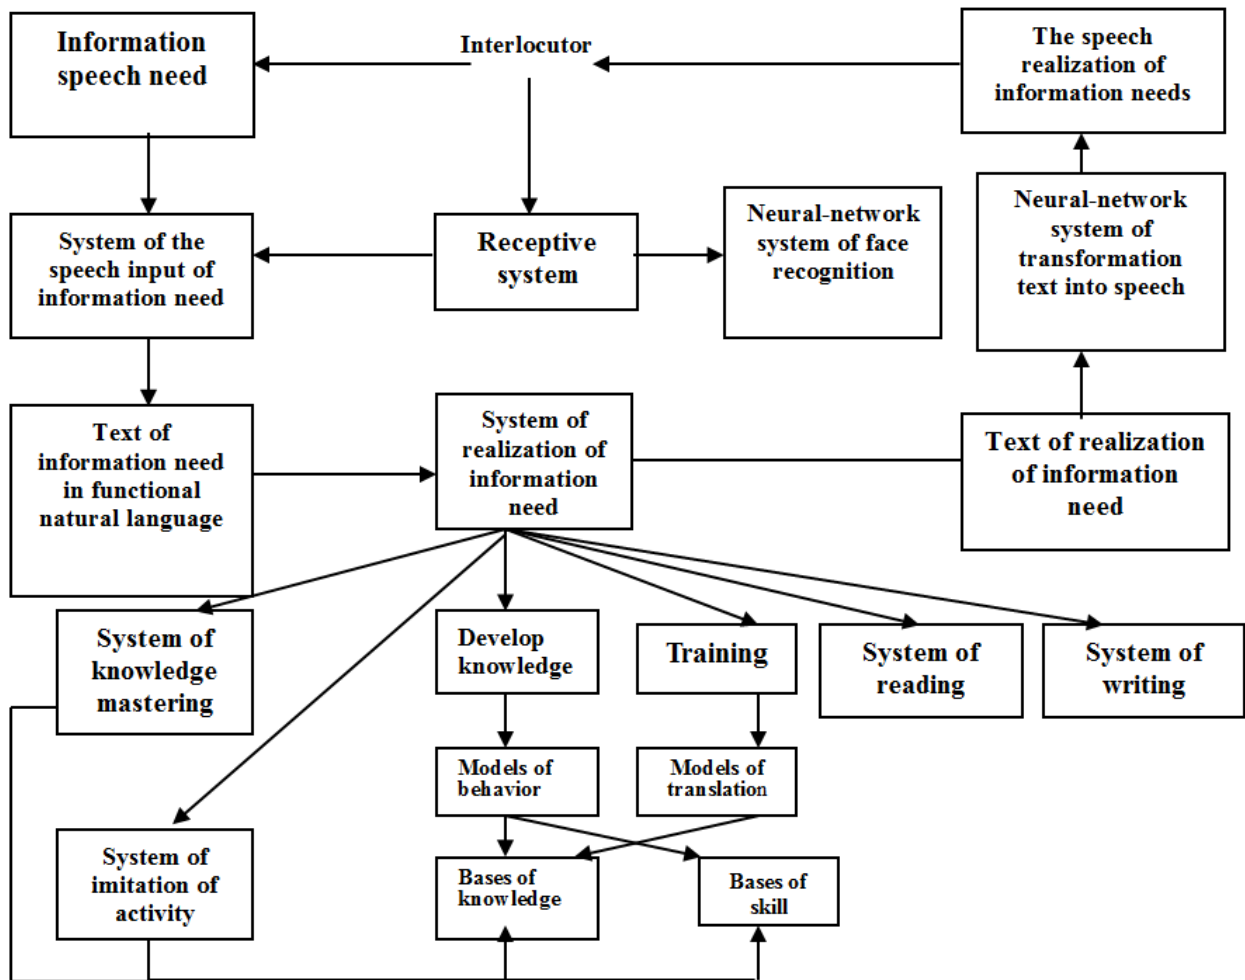 Information
speech need
Interlocutor
The speech
realization of
information needs
System of the
speech input of
information need
Receptive
system
Neural-network
system of face
recognition
Neural-network
system of
transformation
text into speech
Text of
information need
in functional
natural language
System of
realization of
information
need
Text of realization
of information
need
System of
knowledge
mastering
Develop
knowledge
Training
System of
reading
System of
writing
Models of
behavior
Models of
translation
System of
imitation of
activity
Bases of
knowledge
Bases of
skill